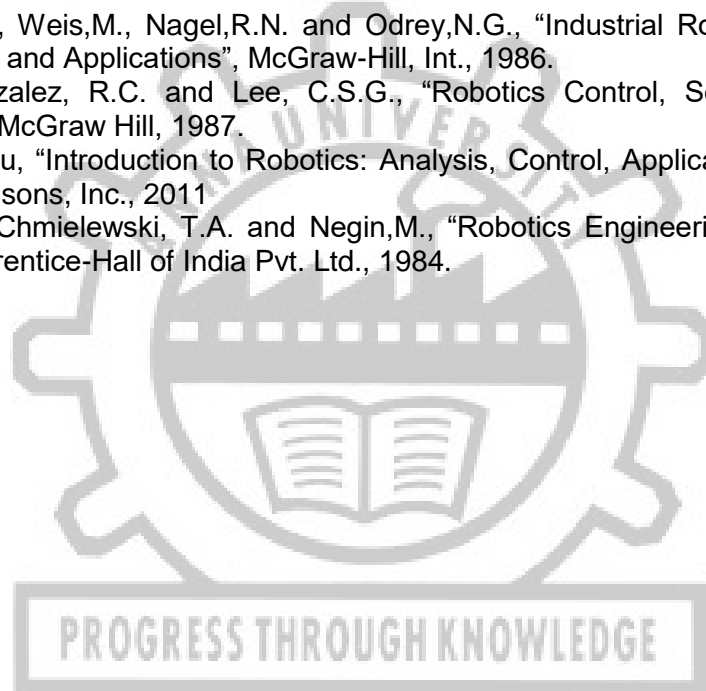 , Weis,M., Nagel,R.N. and Odrey,N.G., “Industrial Ro
and Applications”, McGraw-Hill, Int., 1986.
zalez, R.C. and Lee, C.S.G., “Robotics Control, Se
McGraw Hill, 1987.
u, “Introduction to Robotics: Analysis, Control, Applica
sons, Inc., 2011
Chmielewski, T.A. and Negin,M., “Robotics Engineeri
rentice-Hall of India Pvt. Ltd., 1984.
UNIVERSITY
PROGRESS THROUGH KNOWLEDGE